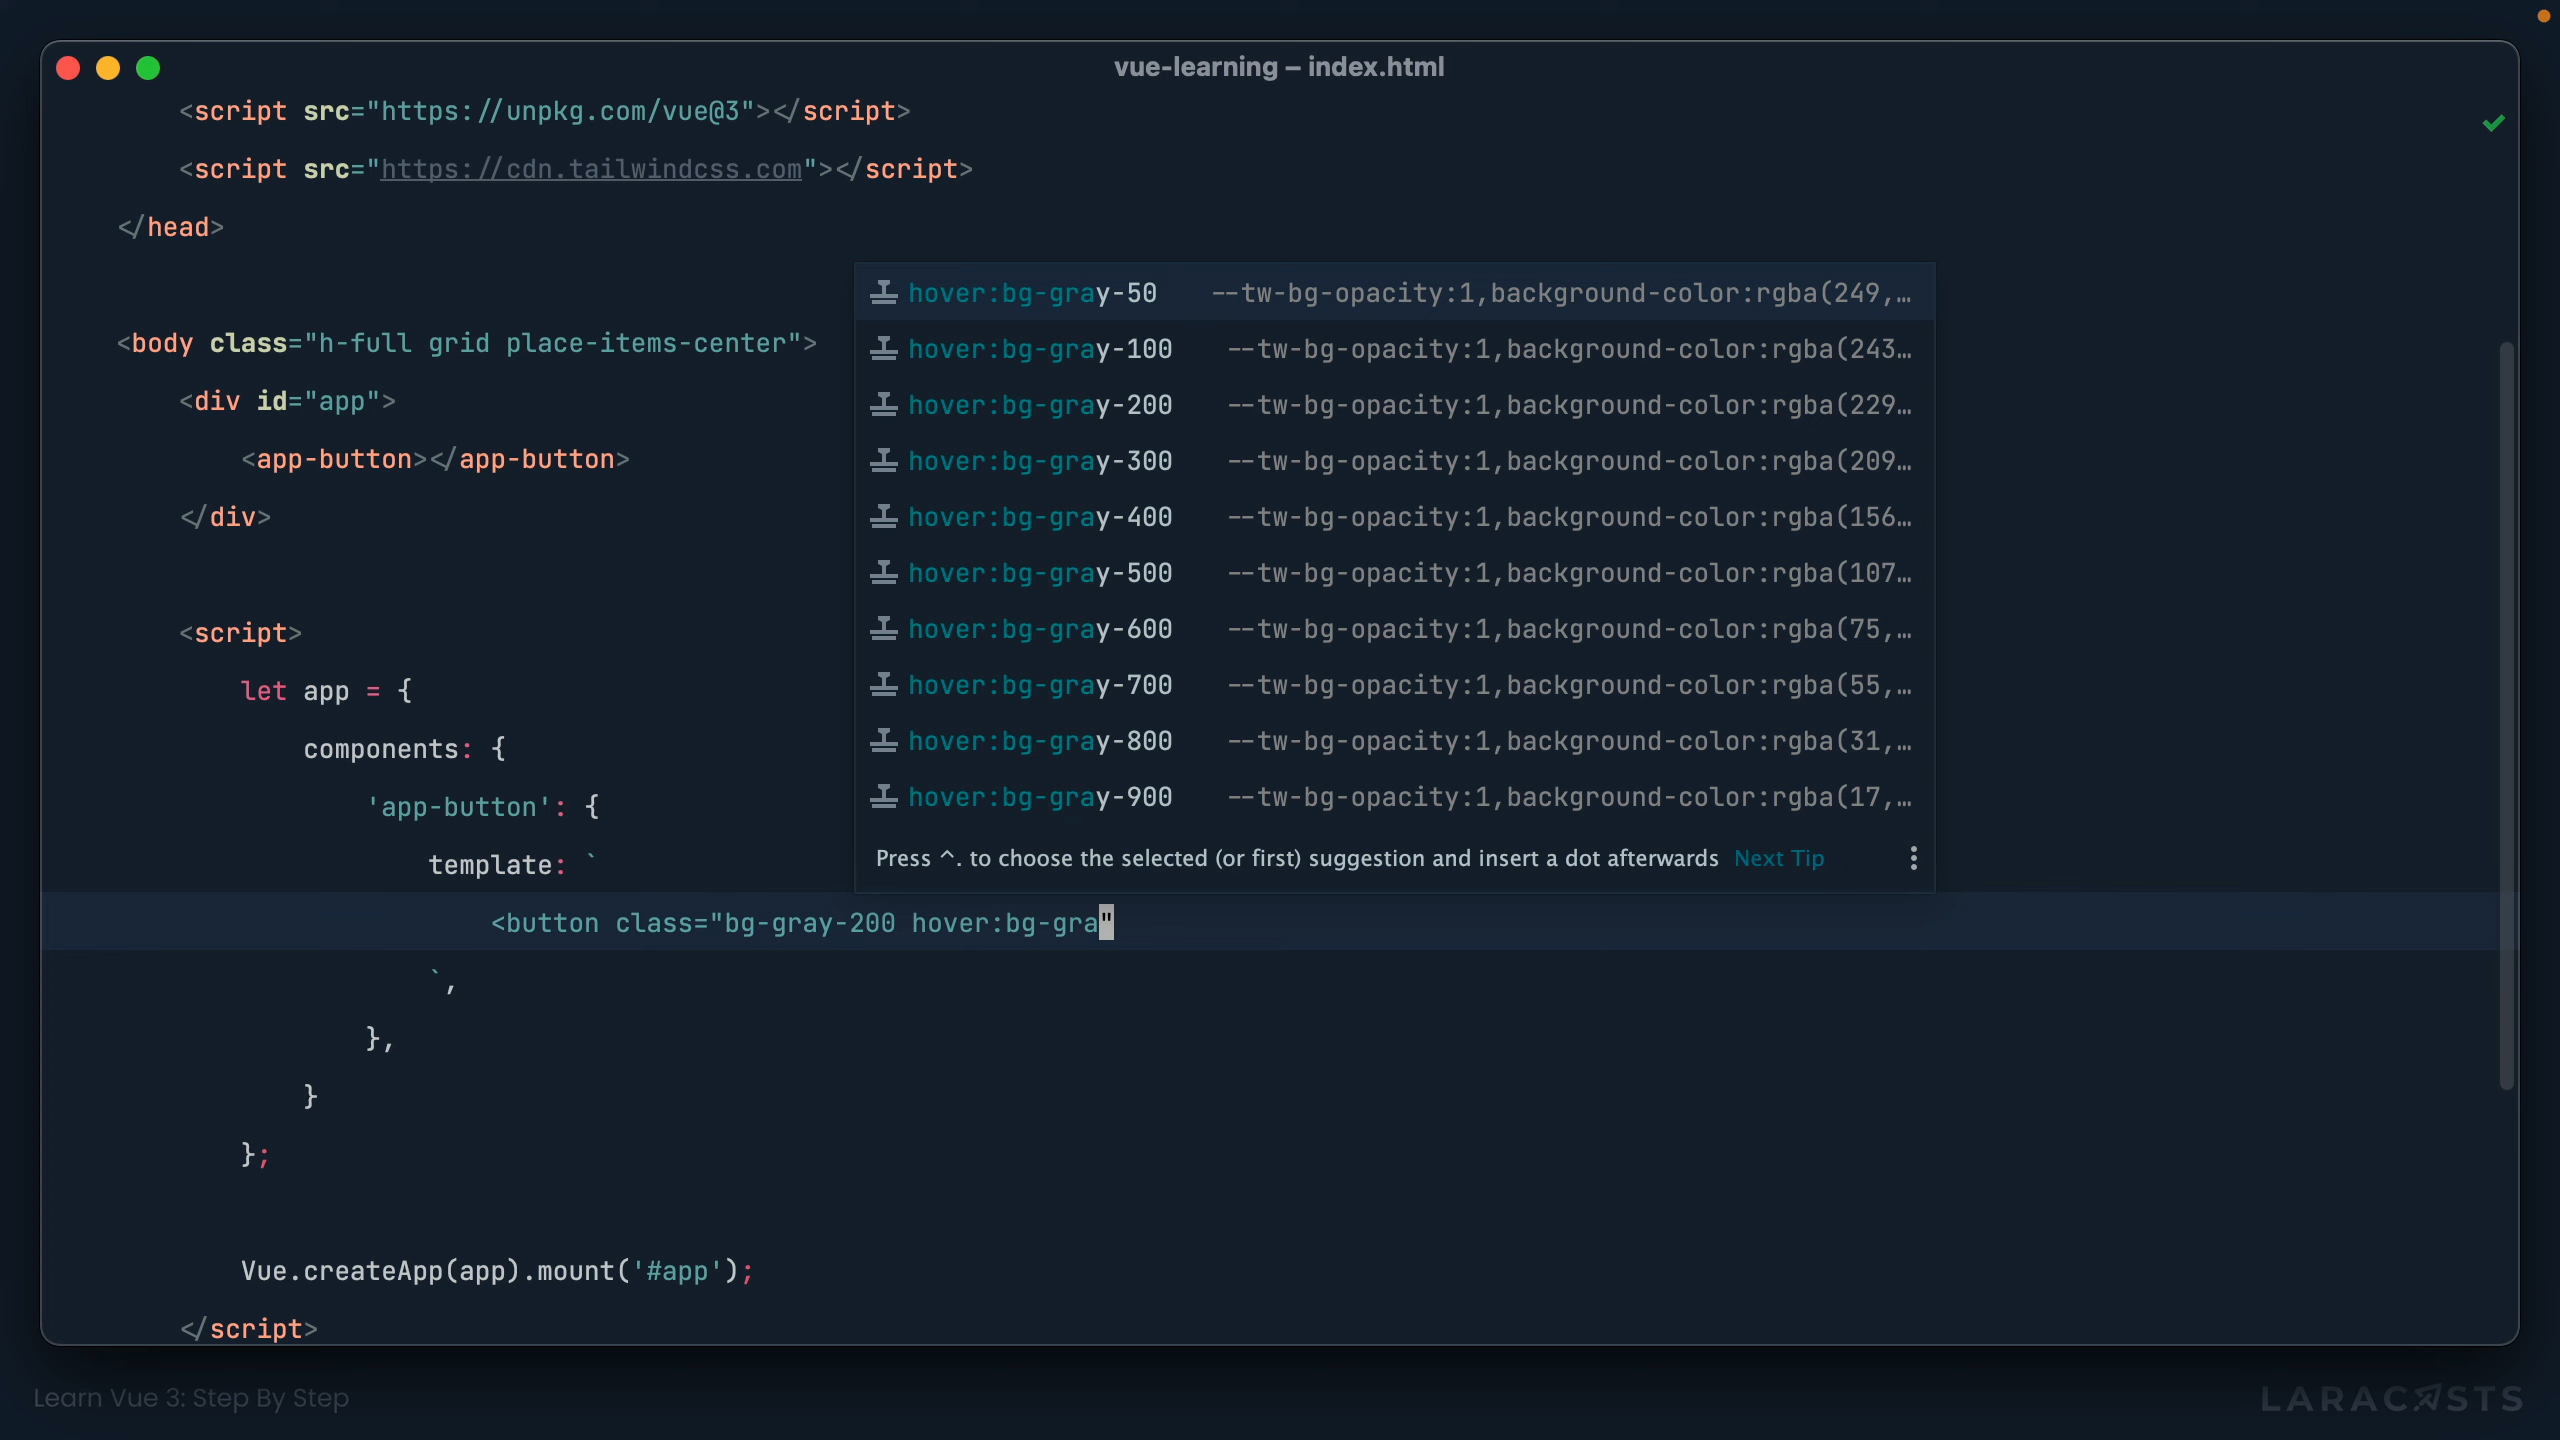 vue-learning – index.html
<script src="https://unpkg.com/vue@3"></script>
<script src="https://cdn.tailwindcss.com"></script>
</head>
<body class="h-full grid place-items-center">
<div id="app">
<app-button></app-button>
</div>
<script>
let app = {
components: {
'app-button': {
template: `
<button class="bg-gray-200 hover:bg-gra"
`,
},
}
};
Vue.createApp(app).mount('#app');
</script>
hover:bg-gray-50 --tw-bg-opacity:1,background-color:rgba(249,…
hover:bg-gray-100 --tw-bg-opacity:1,background-color:rgba(243…
hover:bg-gray-200 --tw-bg-opacity:1,background-color:rgba(229…
hover:bg-gray-300 --tw-bg-opacity:1,background-color:rgba(209…
hover:bg-gray-400 --tw-bg-opacity:1,background-color:rgba(156…
hover:bg-gray-500 --tw-bg-opacity:1,background-color:rgba(107…
hover:bg-gray-600 --tw-bg-opacity:1,background-color:rgba(75,…
hover:bg-gray-700 --tw-bg-opacity:1,background-color:rgba(55,…
hover:bg-gray-800 --tw-bg-opacity:1,background-color:rgba(31,…
hover:bg-gray-900 --tw-bg-opacity:1,background-color:rgba(17,…
Press ^. to choose the selected (or first) suggestion and insert a dot afterwards Next Tip
Learn Vue 3: Step By Step
LARACASTS